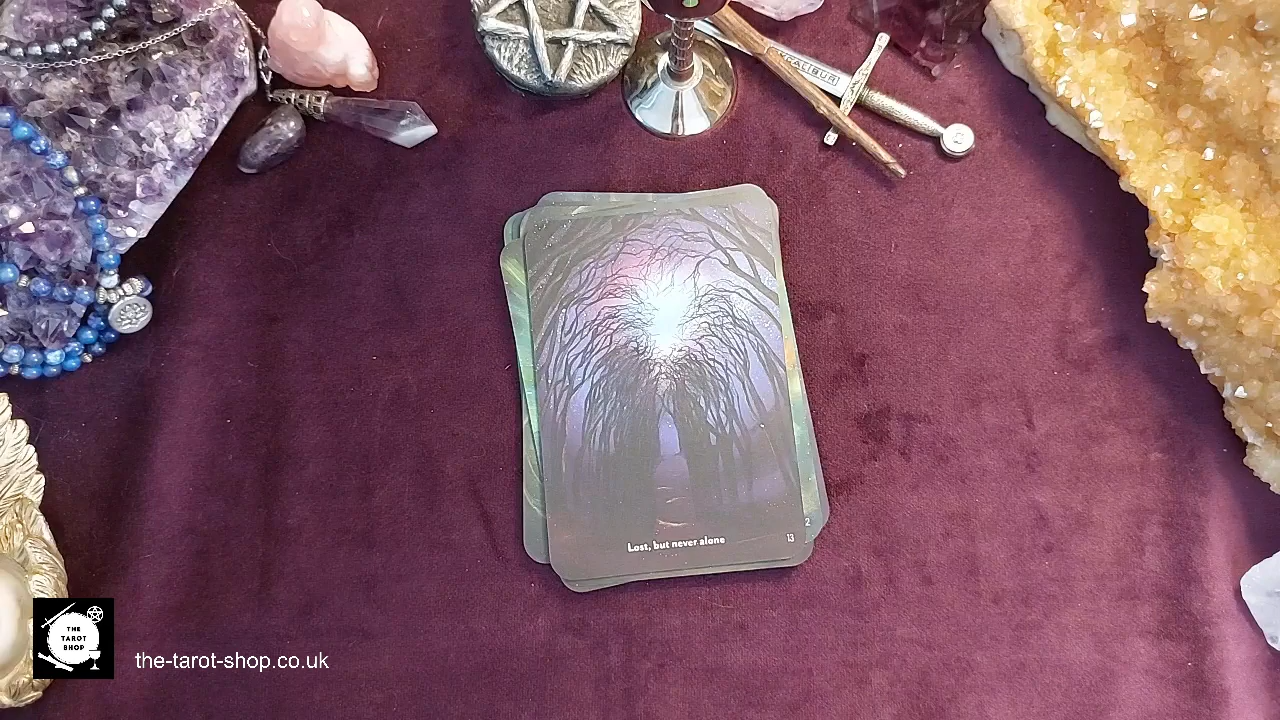 EXCALIBUR
Lost, but never alone
2
13
THE
TAROT
SHOP
the-tarot-shop.co.uk